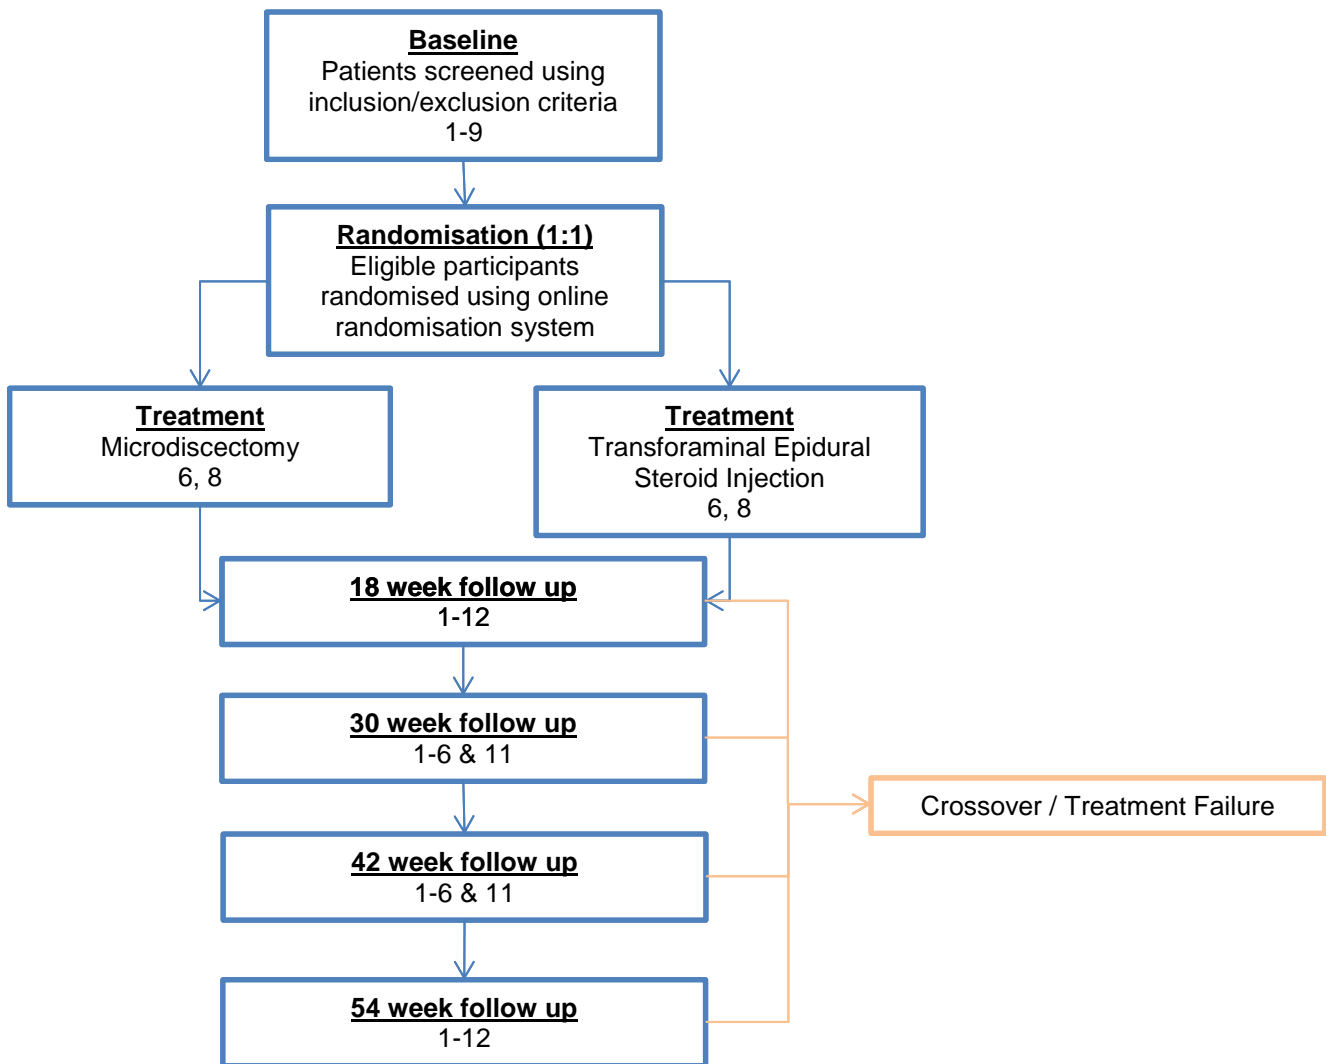 Baseline
Patients screened using
inclusion/exclusion criteria
1-9
Randomisation (1:1)
Eligible participants
randomised using online
randomisation system
Treatment
Microdiscectomy
6, 8
Treatment
Transforaminal Epidural
Steroid Injection
6, 8
18 week follow up
1-12
30 week follow up
1-6 & 11
Crossover / Treatment Failure
42 week follow up
1-6 & 11
54 week follow up
1-12